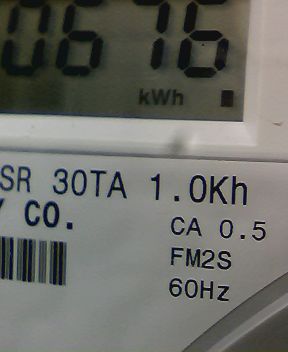 0676
kWh
SR 30TA 1.0Kh
Y CO.
CA 0.5
FM2S
60Hz